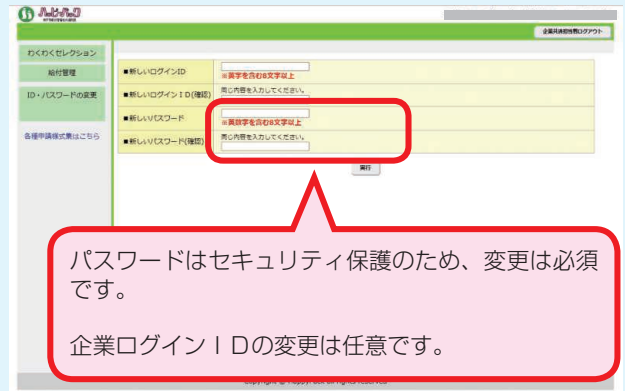 ハッピーパック
企業共済担当者ログアウト
わくわくセレクション
給付管理
ID・パスワードの変更
各種申請様式集はこちら
■新しいログインID
※英字を含む8文字以上
■新しいログインＩＤ(確認)
同じ内容を入力してください。
■新しいパスワード
※英数字を含む8文字以上
■新しいパスワード(確認)
同じ内容を入力してください。
実行
パスワードはセキュリティ保護のため、変更は必須
です。
企業ログインＩＤの変更は任意です。